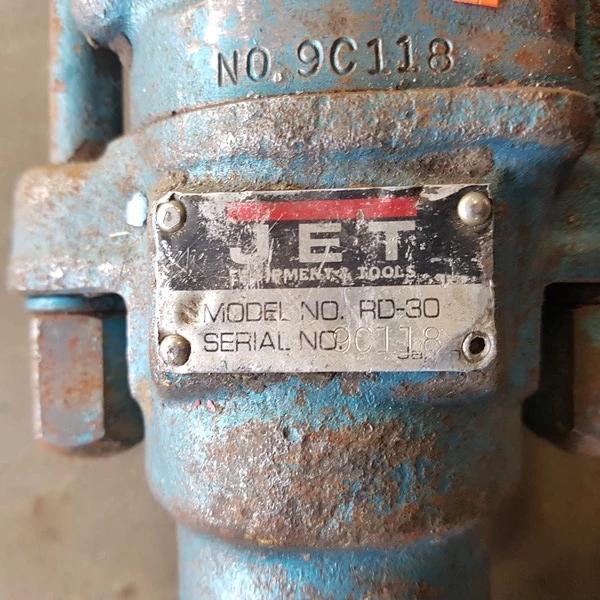 NO. 9C118
JET
EQUIPMENT & TOOLS
MODEL NO. RD-30
SERIAL NO. 9C118